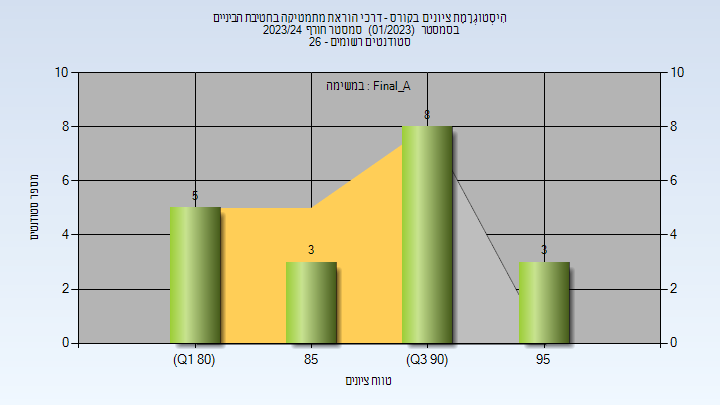 היסטוגרמת ציונים בקורס - דרכי הוראת מתמטיקה בחטיבת הביניים
בסמסטר (01/2023) סמסטר חורף 2023/24
סטודנטים רשומים - 26
במשימה : Final_A
מספר סטודנטים
10 10
8 8
6 6
4 4
2 2
0 0
5 3 8 3
(Q1 80) 85 (Q3 90) 95
טווח ציונים